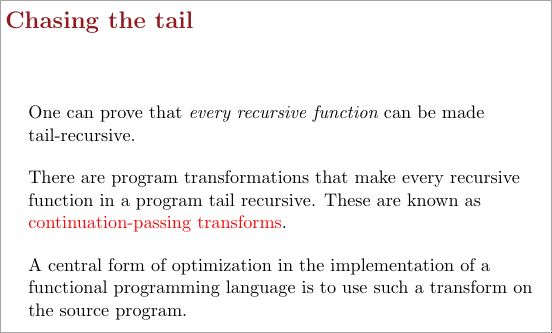 Chasing the tail
One can prove that every recursive function can be made
tail-recursive.
There are program transformations that make every recursive
function in a program tail recursive. These are known as
continuation-passing transforms.
A central form of optimization in the implementation of a
functional programming language is to use such a transform on
the source program.